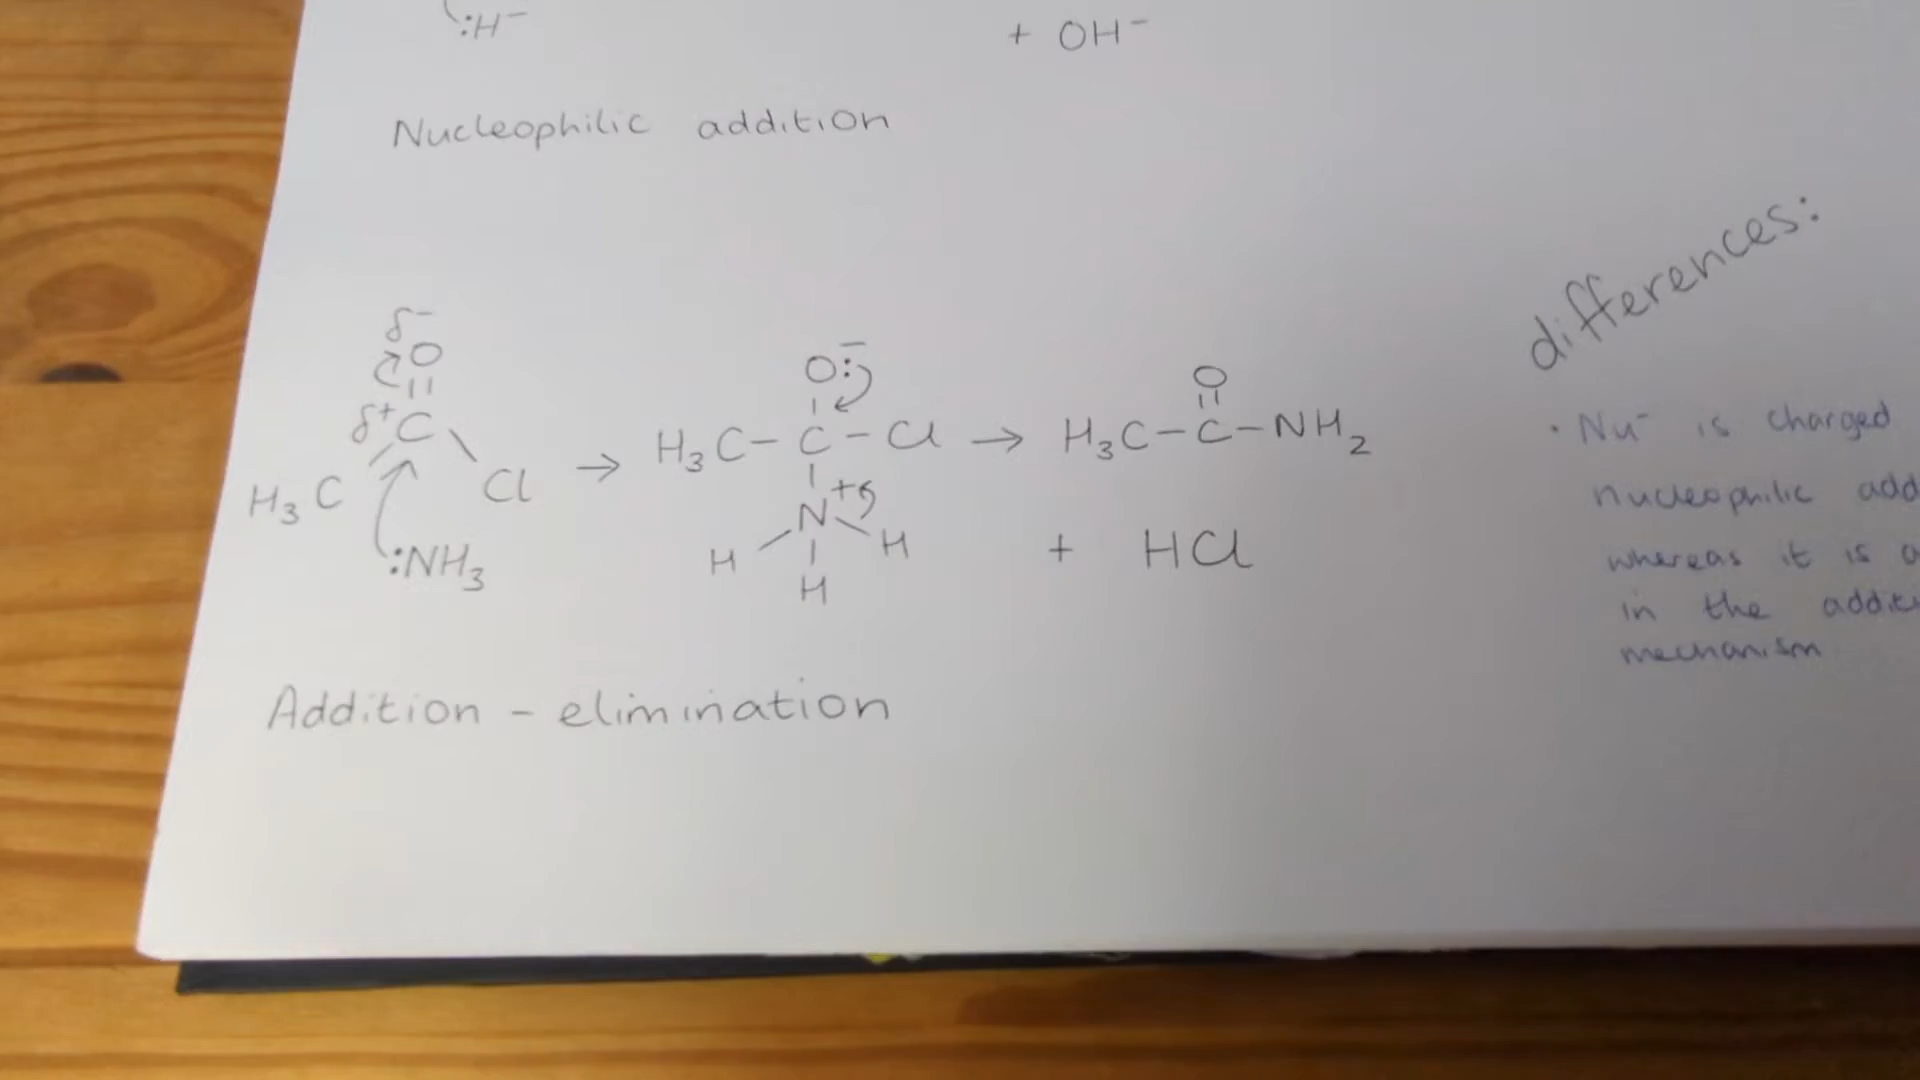 :H⁻
+ OH⁻
Nucleophilic addition
differences:
δ⁻
O
δ⁺ C
H₃C
Cl
:NH₃
→
O:⁻
H₃C-C-Cl
N⁺
H H
H
→
O
H₃C-C-NH₂
+ HCl
• Nu⁻ is charged
nucleophilic add
whereas it is a
in the addit
mechanism
Addition - elimination